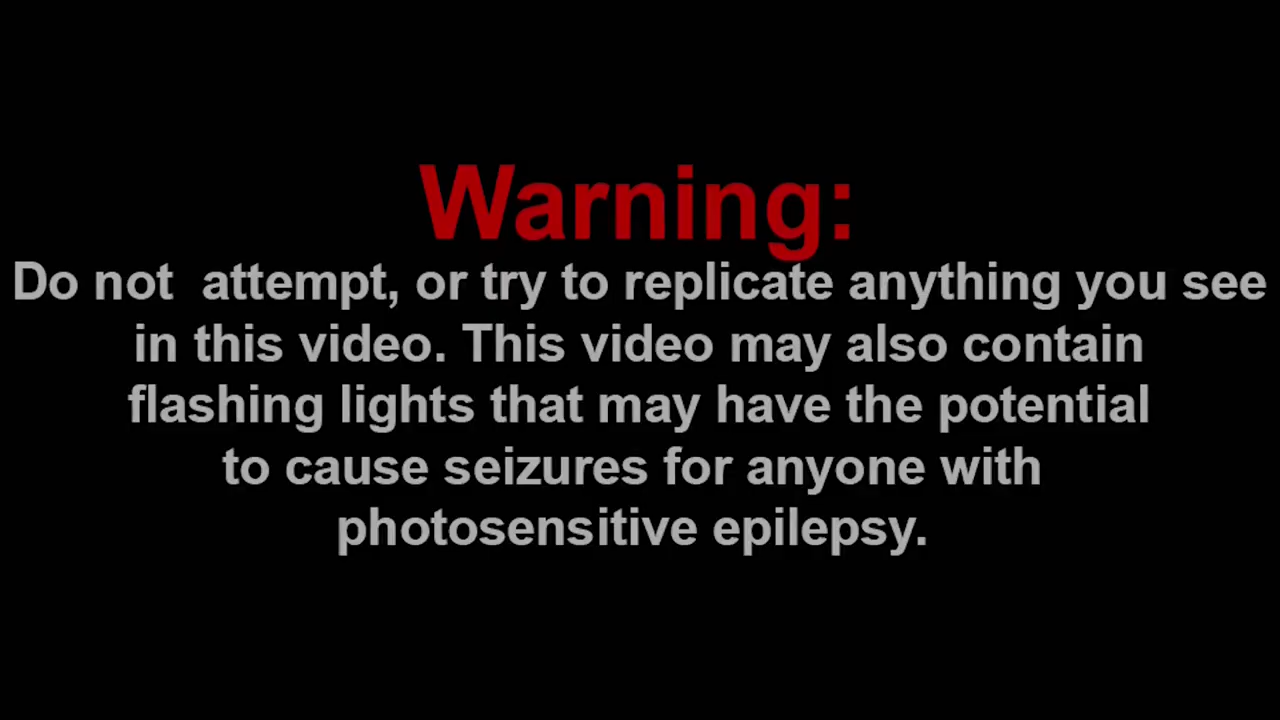 Warning:
Do not  attempt, or try to replicate anything you see
in this video. This video may also contain
flashing lights that may have the potential
to cause seizures for anyone with
photosensitive epilepsy.